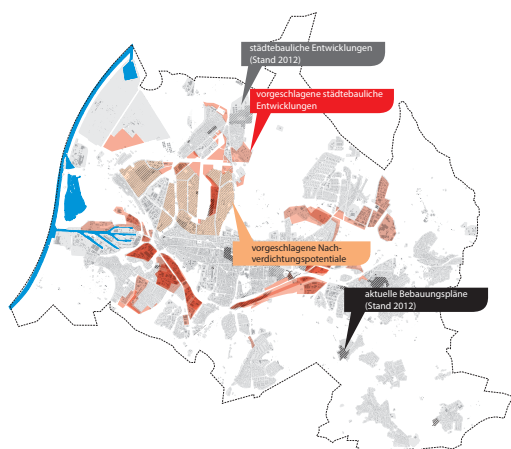 städtebauliche Entwicklungen
(Stand 2012)
vorgeschlagene städtebauliche
Entwicklungen
vorgeschlagene Nach-
verdichtungspotentiale
aktuelle Bebauungspläne
(Stand 2012)